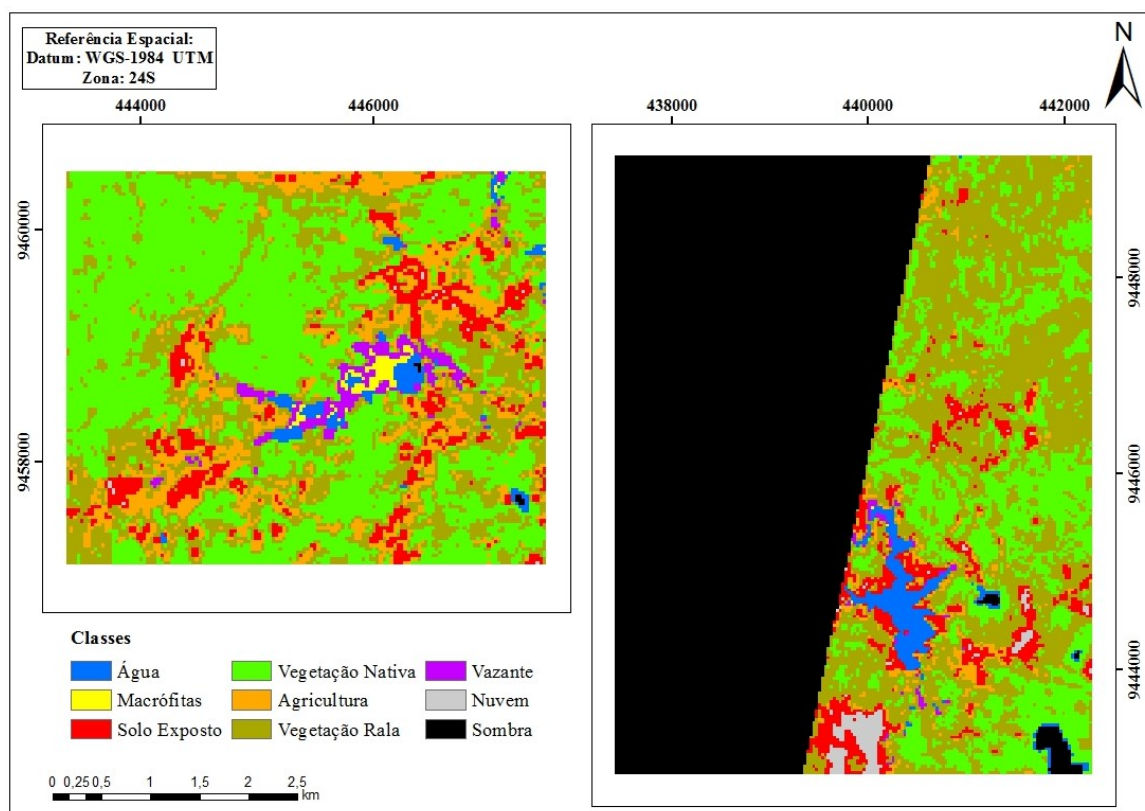 Referência Espacial:
Datum : WGS-1984 UTM
Zona: 24S
N
444000
446000
438000
440000
442000
9460000
9458000
9448000
9446000
9444000
Classes
Água
Vegetação Nativa
Vazante
Macrófitas
Agricultura
Nuvem
Solo Exposto
Vegetação Rala
Sombra
0 0,25 0,5 1 1,5 2 2,5
km